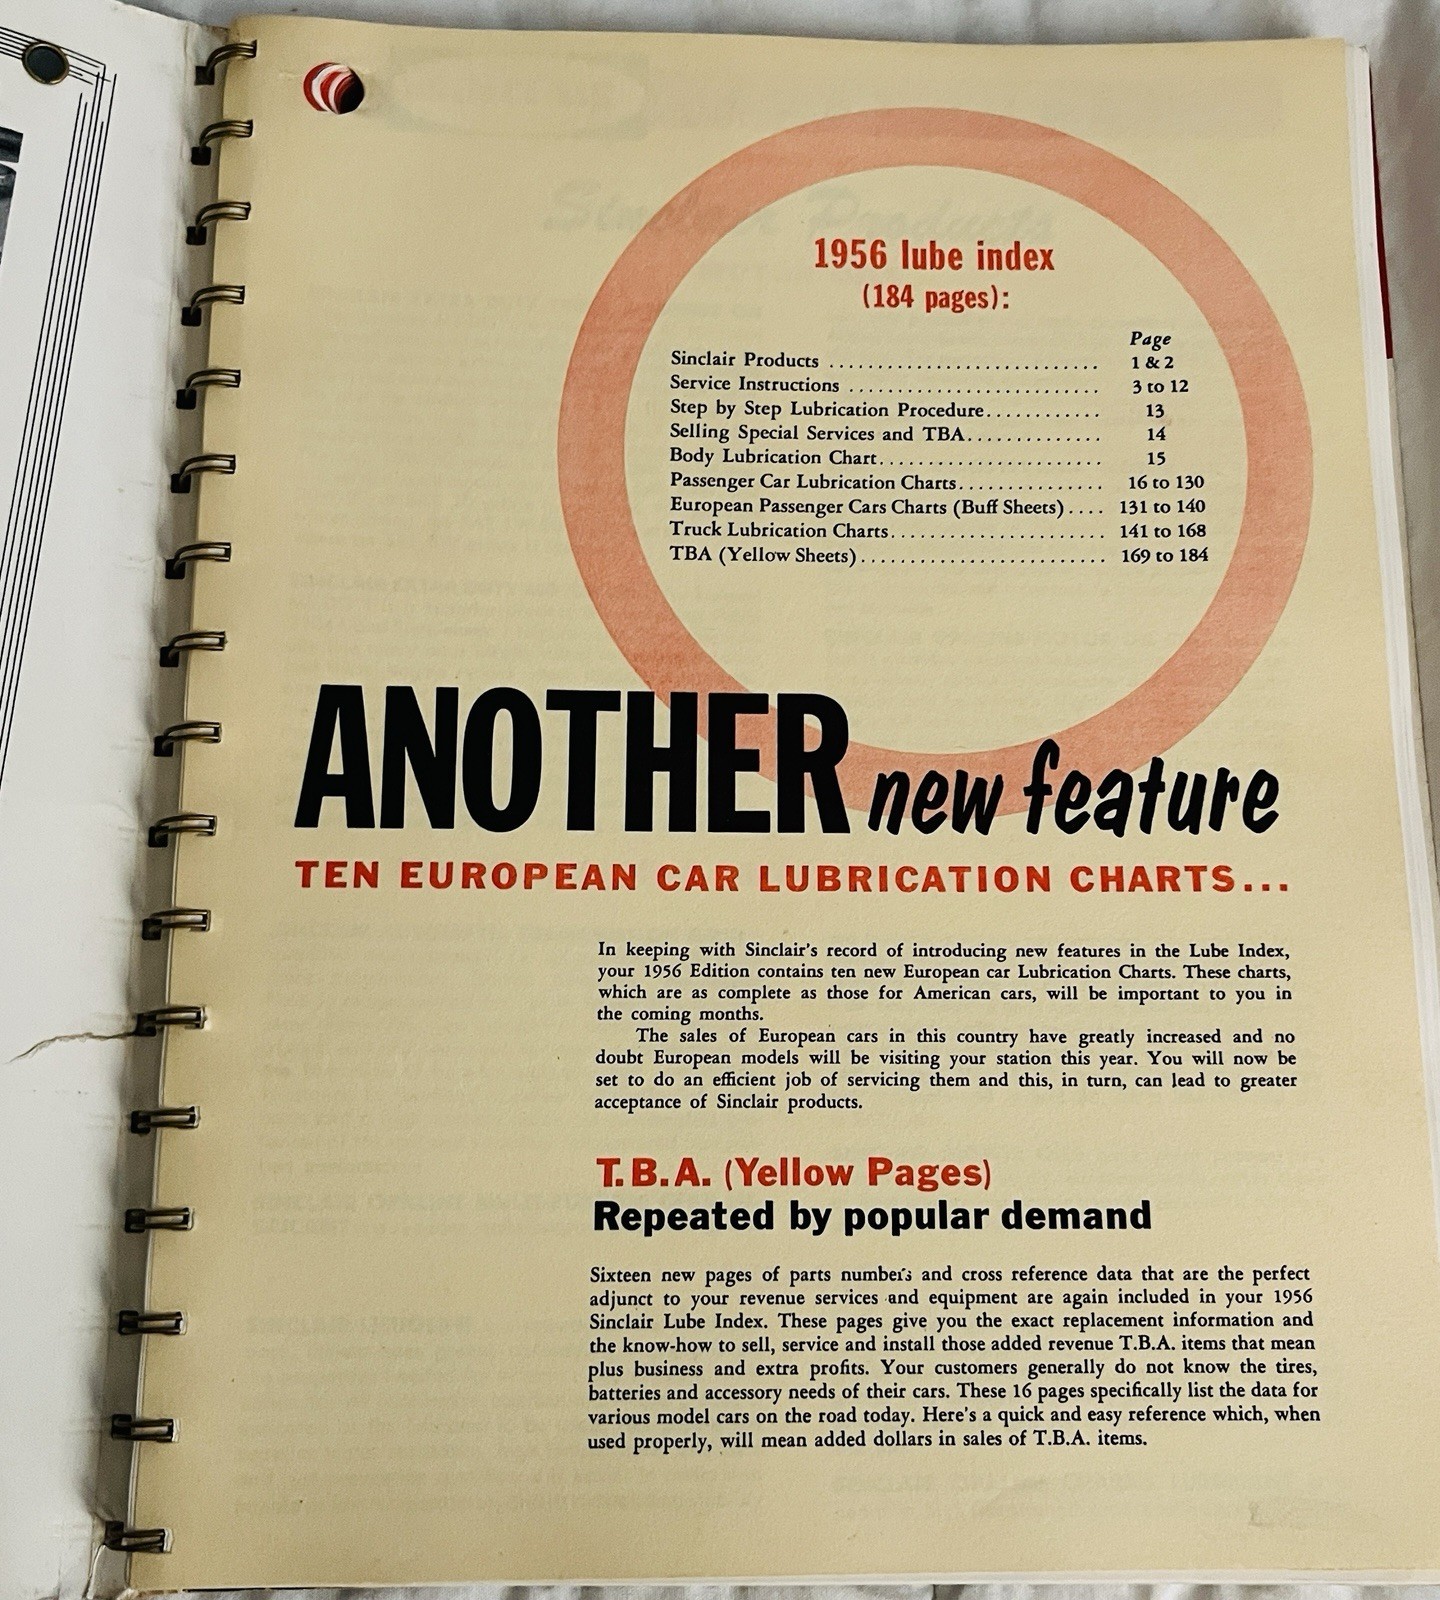 1956 lube index
(184 pages):
Page
Sinclair Products ........................... 1 & 2
Service Instructions ......................... 3 to 12
Step by Step Lubrication Procedure............ 13
Selling Special Services and TBA.............. 14
Body Lubrication Chart....................... 15
Passenger Car Lubrication Charts............... 16 to 130
European Passenger Cars Charts (Buff Sheets).... 131 to 140
Truck Lubrication Charts...................... 141 to 168
TBA (Yellow Sheets)......................... 169 to 184
ANOTHER new feature
TEN EUROPEAN CAR LUBRICATION CHARTS...
In keeping with Sinclair's record of introducing new features in the Lube Index,
your 1956 Edition contains ten new European car Lubrication Charts. These charts,
which are as complete as those for American cars, will be important to you in
the coming months.
The sales of European cars in this country have greatly increased and no
doubt European models will be visiting your station this year. You will now be
set to do an efficient job of servicing them and this, in turn, can lead to greater
acceptance of Sinclair products.
T.B.A. (Yellow Pages)
Repeated by popular demand
Sixteen new pages of parts numbers and cross reference data that are the perfect
adjunct to your revenue services and equipment are again included in your 1956
Sinclair Lube Index. These pages give you the exact replacement information and
the know-how to sell, service and install those added revenue T.B.A. items that mean
plus business and extra profits. Your customers generally do not know the tires,
batteries and accessory needs of their cars. These 16 pages specifically list the data for
various model cars on the road today. Here's a quick and easy reference which, when
used properly, will mean added dollars in sales of T.B.A. items.